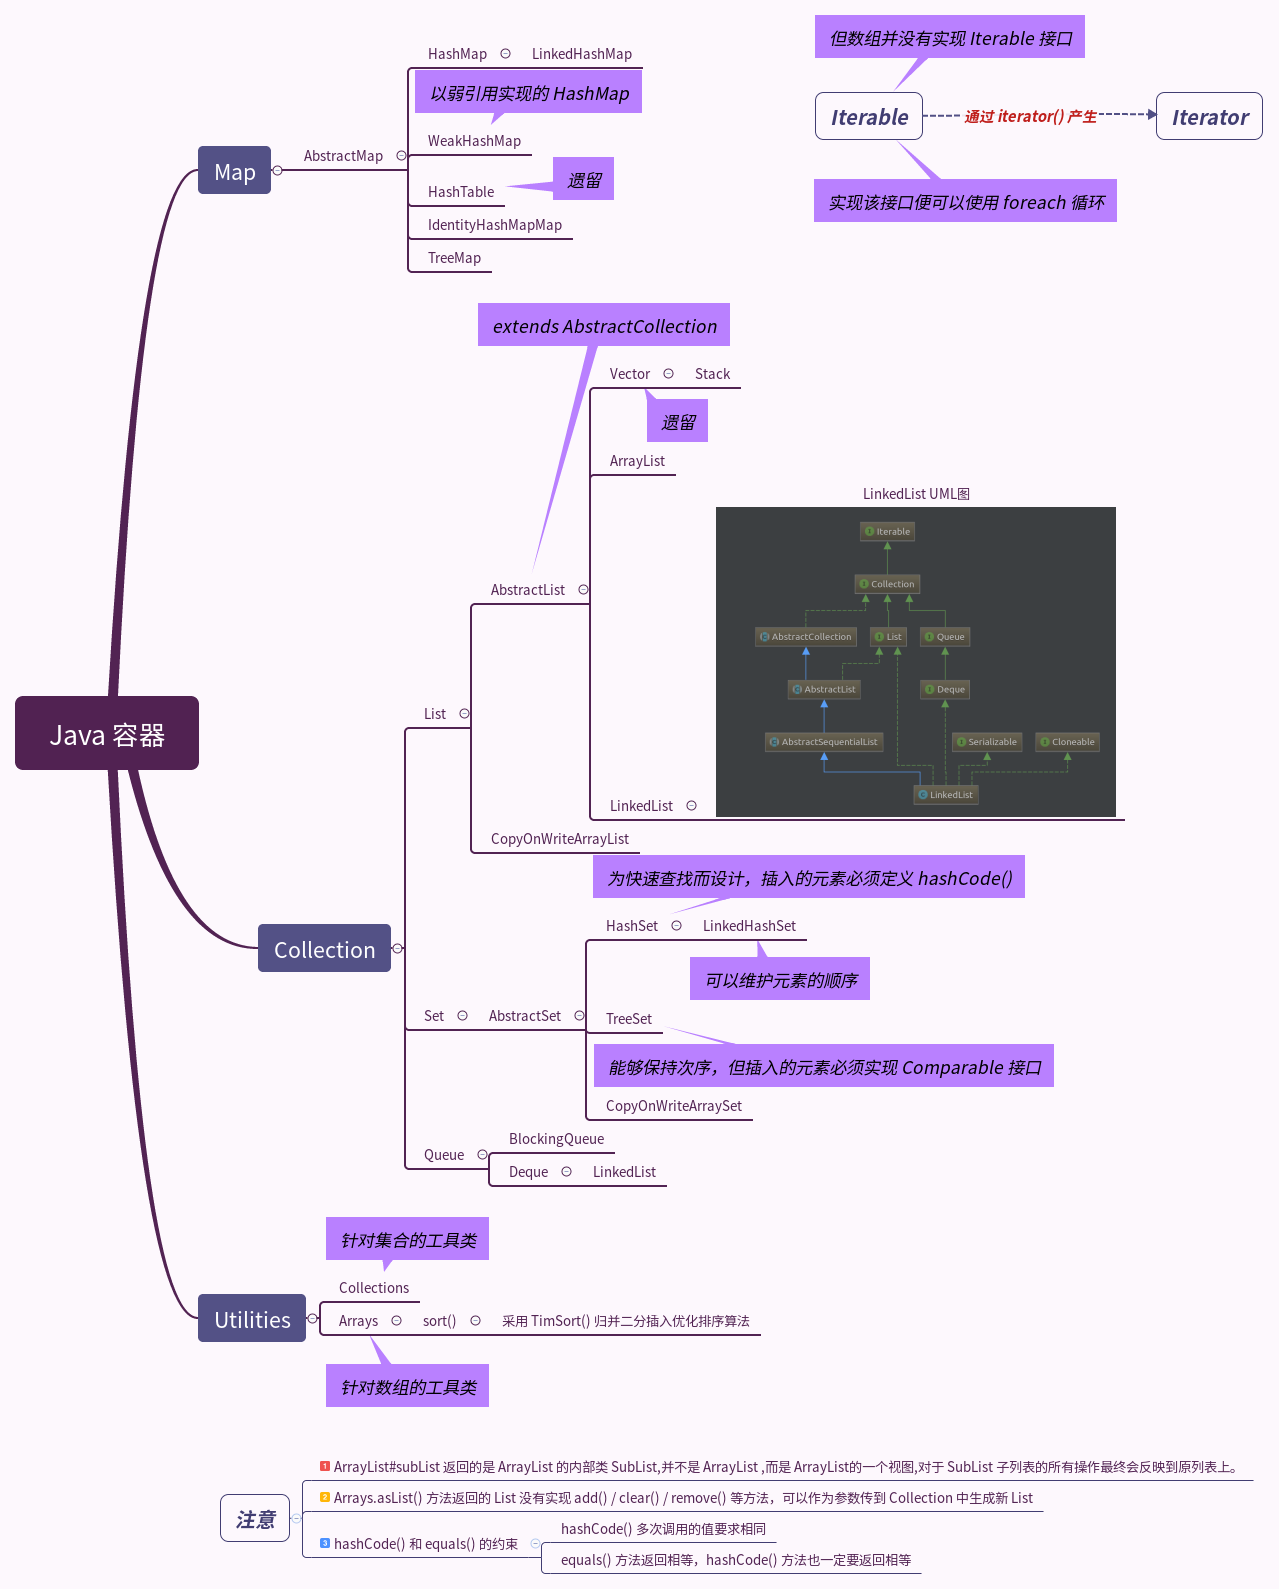 但数组并没有实现 Iterable 接口
Iterable
通过 iterator() 产生
Iterator
实现该接口便可以使用 foreach 循环
Java 容器
Map
AbstractMap
HashMap
LinkedHashMap
以弱引用实现的 HashMap
WeakHashMap
HashTable
遗留
IdentityHashMapMap
TreeMap
Collection
List
extends AbstractCollection
AbstractList
Vector
Stack
遗留
ArrayList
LinkedList
LinkedList UML图
Iterable
Collection
AbstractCollection
List
Queue
AbstractList
Deque
AbstractSequentialList
Serializable
Cloneable
LinkedList
CopyOnWriteArrayList
Set
AbstractSet
为快速查找而设计，插入的元素必须定义 hashCode()
HashSet
LinkedHashSet
可以维护元素的顺序
TreeSet
能够保持次序，但插入的元素必须实现 Comparable 接口
CopyOnWriteArraySet
Queue
BlockingQueue
Deque
LinkedList
Utilities
针对集合的工具类
Collections
Arrays
sort()
采用 TimSort() 归并二分插入优化排序算法
针对数组的工具类
注意
1 ArrayList#subList 返回的是 ArrayList 的内部类 SubList,并不是 ArrayList ,而是 ArrayList的一个视图,对于 SubList 子列表的所有操作最终会反映到原列表上。
2 Arrays.asList() 方法返回的 List 没有实现 add() / clear() / remove() 等方法，可以作为参数传到 Collection 中生成新 List
3 hashCode() 和 equals() 的约束
hashCode() 多次调用的值要求相同
equals() 方法返回相等，hashCode() 方法也一定要返回相等